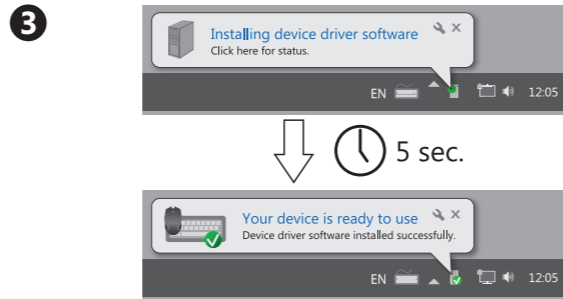 3
Installing device driver software
Click here for status.
EN 12:05
5 sec.
Your device is ready to use
Device driver software installed successfully.
EN 12:05